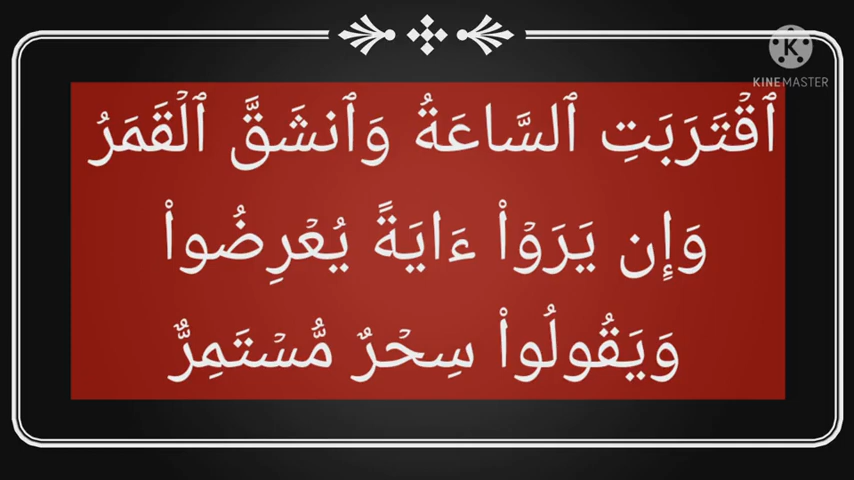 K
KINEMASTER
ٱقْتَرَبَتِ ٱلسَّاعَةُ وَٱنشَقَّ ٱلْقَمَرُ
وَإِن يَرَوْا۟ ءَايَةً يُعْرِضُوا۟
وَيَقُولُوا۟ سِحْرٌ مُّسْتَمِرٌّ